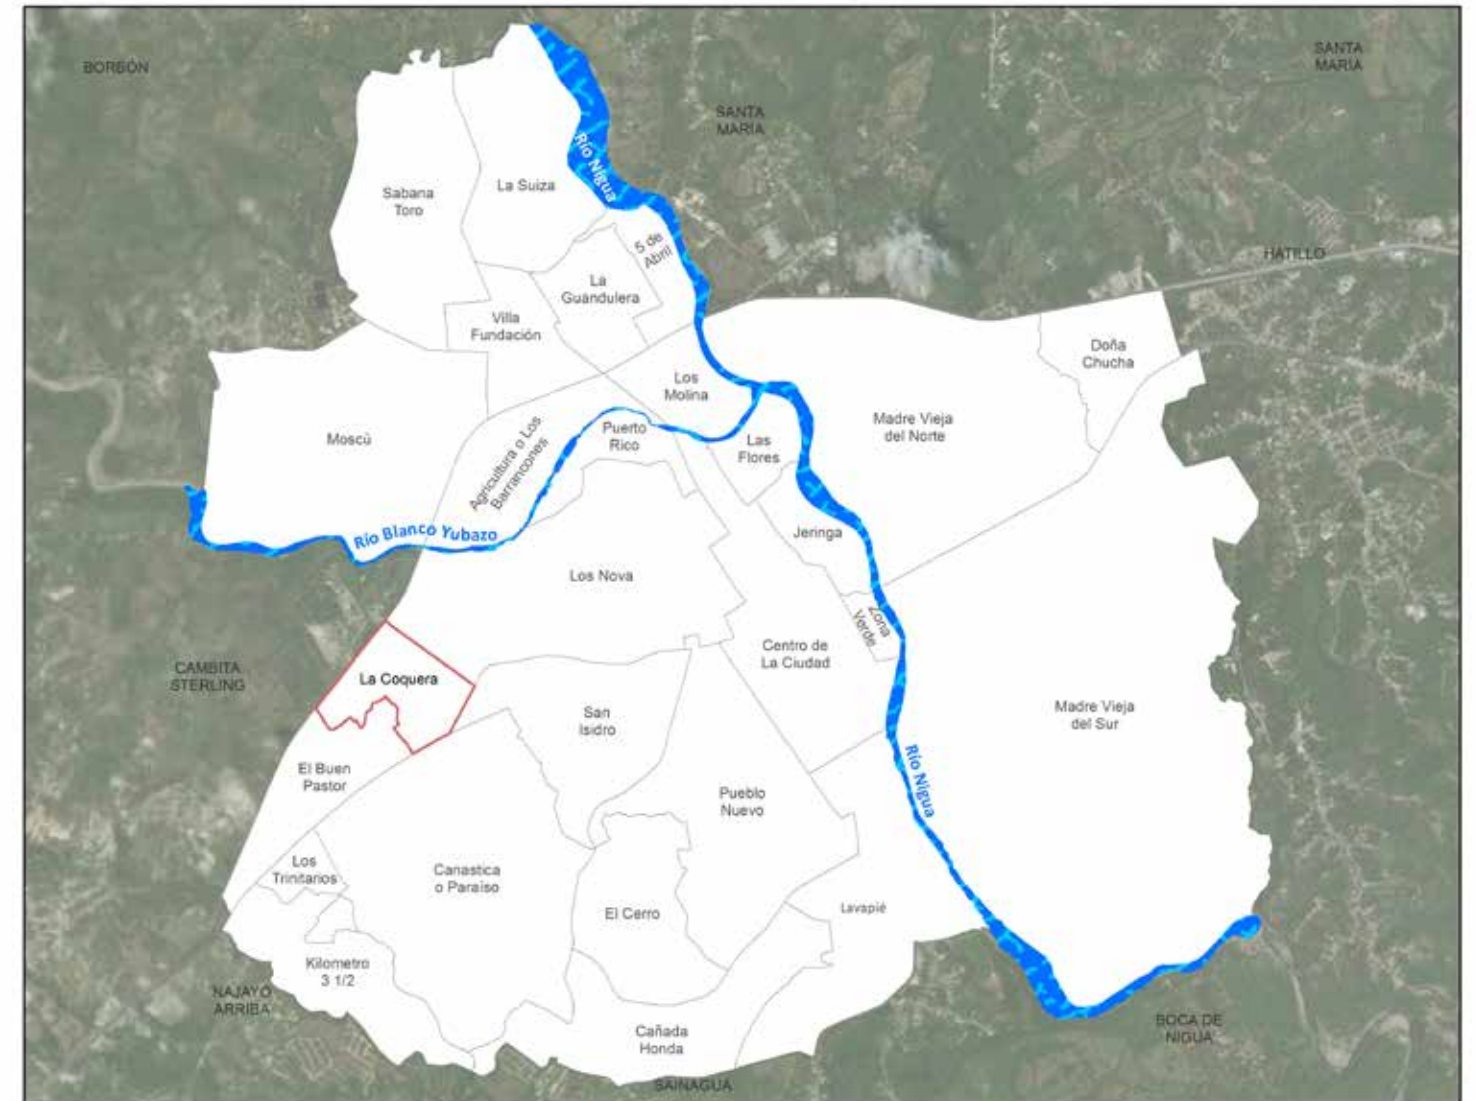 BORBÓN
SANTA
MARÍA
SANTA
MARÍA
Río Nigua
Sabana
Toro
La Suiza
5 de
Abril
HATILLO
La
Guandulera
Villa
Fundación
Doña
Chucha
Los
Molina
Madre Vieja
del Norte
Moscú
Agricultura o Los
Barrancones
Puerto
Rico
Las
Flores
Río Blanco Yubazo
Jeringa
Los Nova
Zona
Verde
Centro de
La Ciudad
CAMBITA
STERLING
La Coquera
San
Isidro
Madre Vieja
del Sur
El Buen
Pastor
Río Nigua
Pueblo
Nuevo
Los
Trinitarios
Canastica
o Paraíso
El Cerro
Lavapié
Kilometro
3 1/2
NAJAYO
ARRIBA
Cañada
Honda
BOCA DE
NIGUA
SAINAGUA